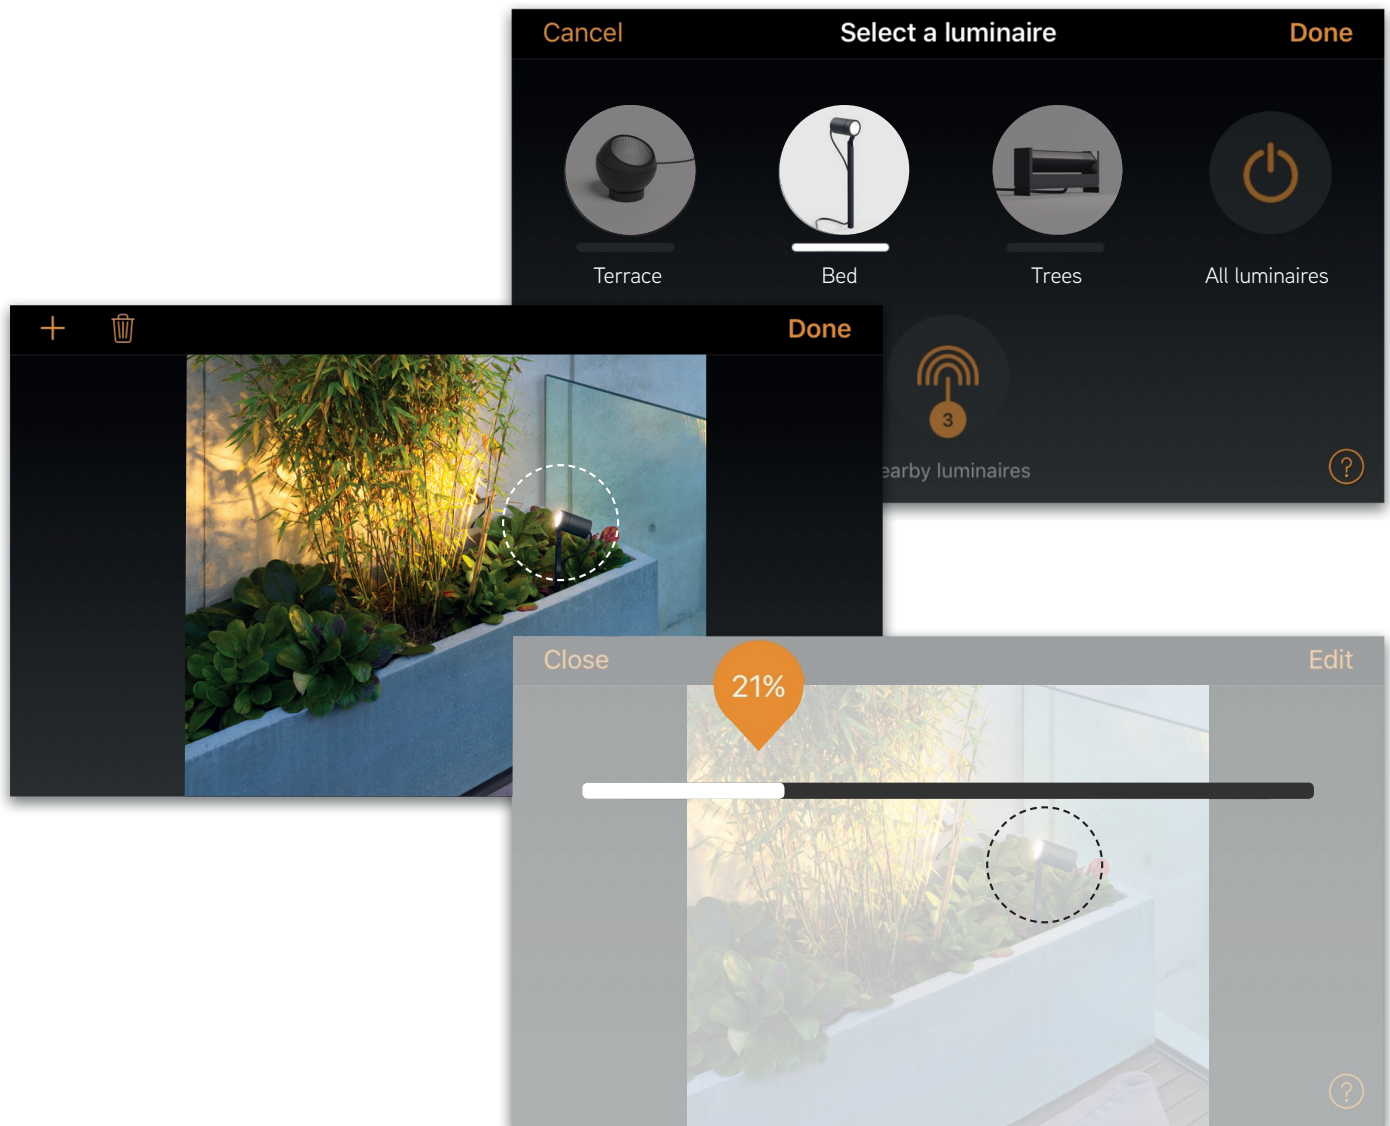 Cancel
Select a luminaire
Done
Terrace
Bed
Trees
All luminaires
3
earby luminaires
?
+
Done
Close
21%
Edit
?